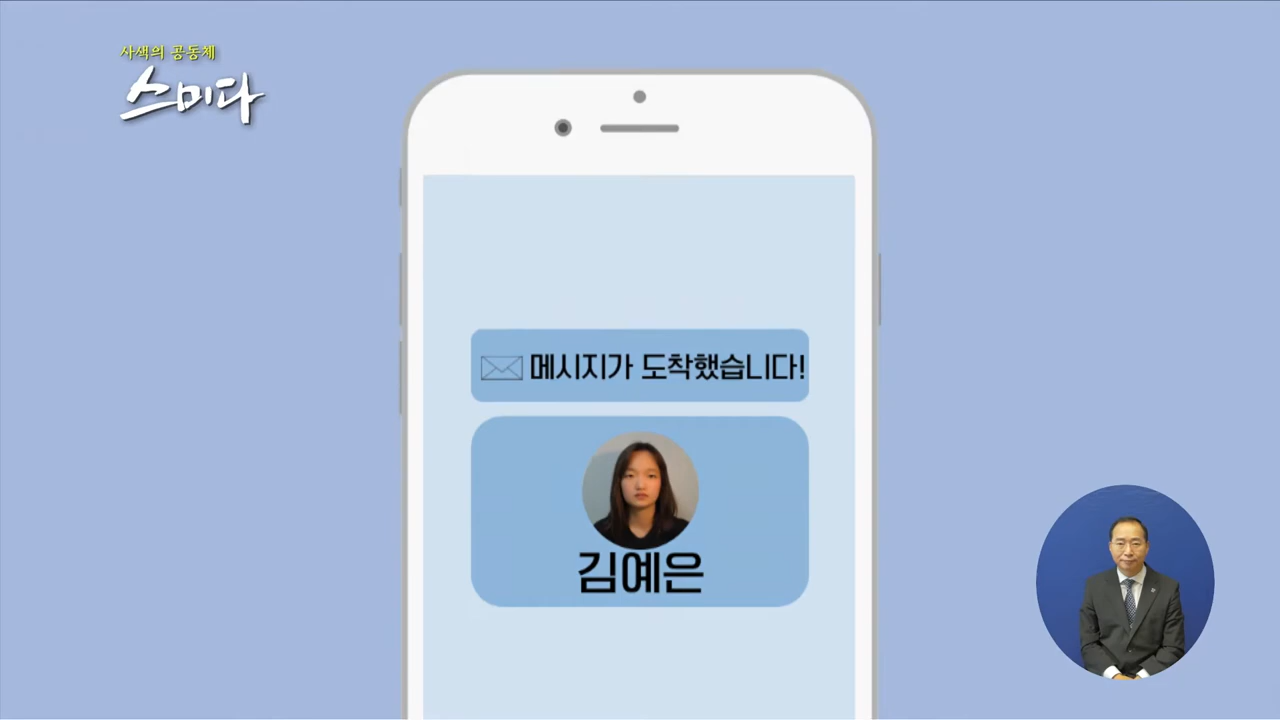 사색의 공동체
스미다
메시지가 도착했습니다!
김예은